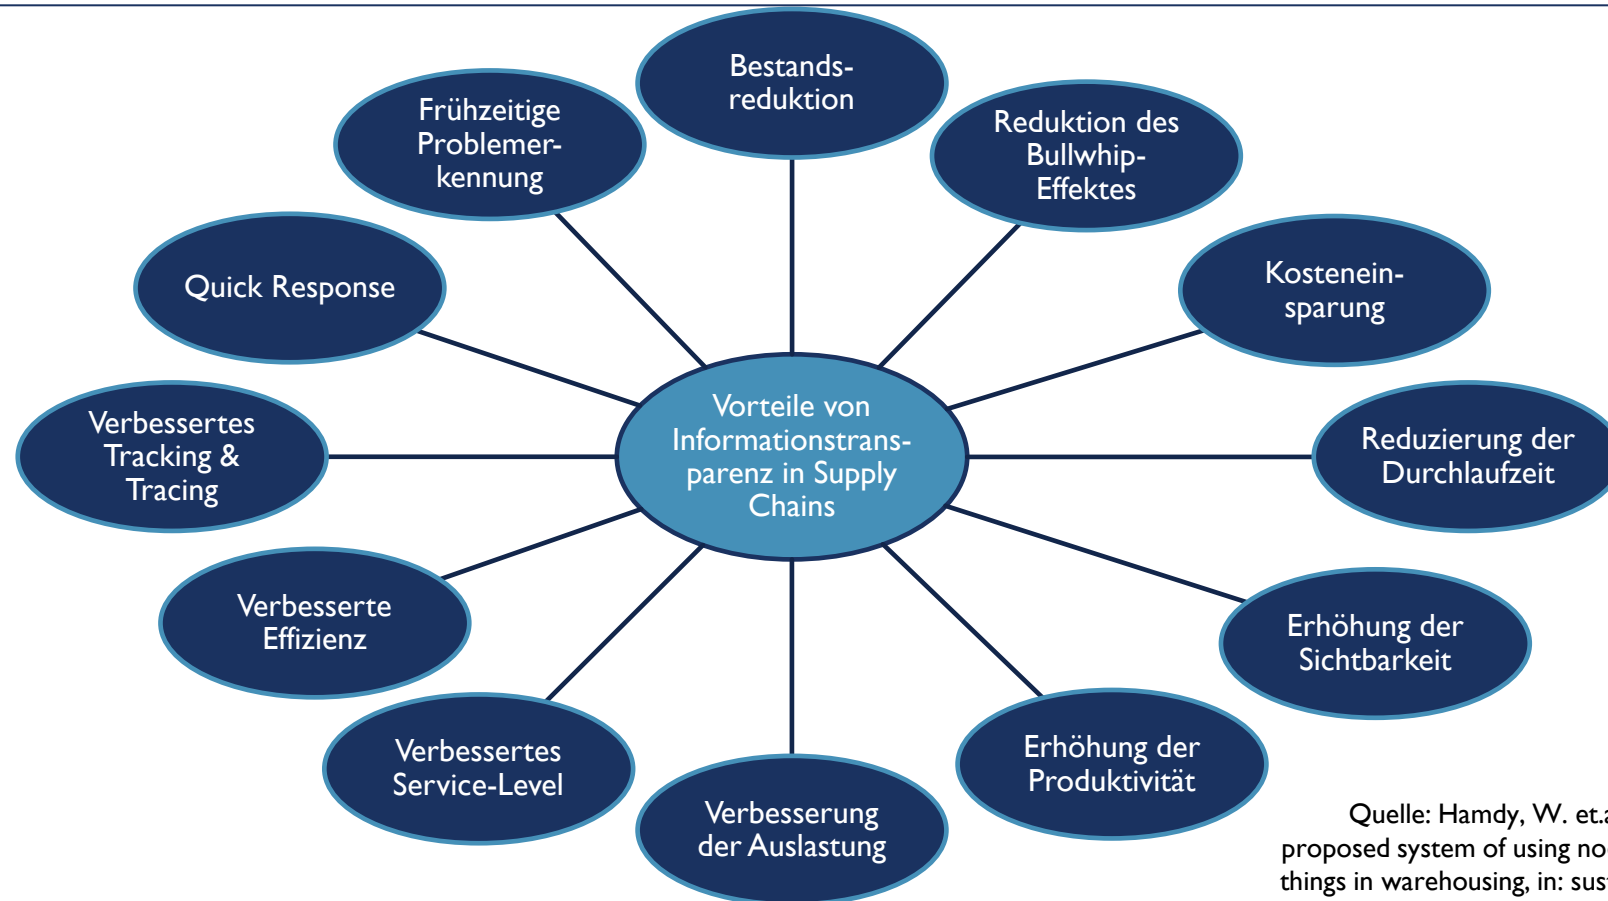 Bestands-
reduktion
Reduktion des
Bullwhip-
Effektes
Kostenein-
sparung
Reduzierung der
Durchlaufzeit
Erhöhung der
Sichtbarkeit
Erhöhung der
Produktivität
Verbesserung
der Auslastung
Verbessertes
Service-Level
Verbesserte
Effizienz
Verbessertes
Tracking &
Tracing
Quick Response
Frühzeitige
Problemer-
kennung
Vorteile von
Informationstrans-
parenz in Supply
Chains
Quelle: Hamdy, W. et.a
proposed system of using no
things in warehousing, in: sus